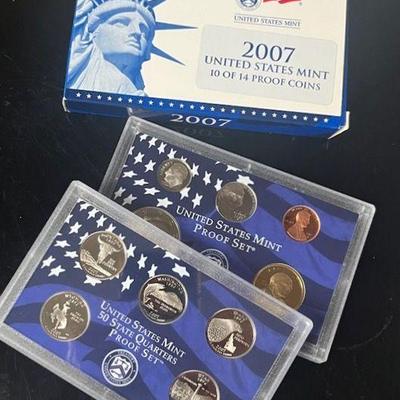 UNITED STATES MINT
2007
UNITED STATES MINT
10 OF 14 PROOF COINS
2007
UNITED STATES MINT
PROOF SET
UNITED STATES MINT
50 STATE QUARTERS
PROOF SET